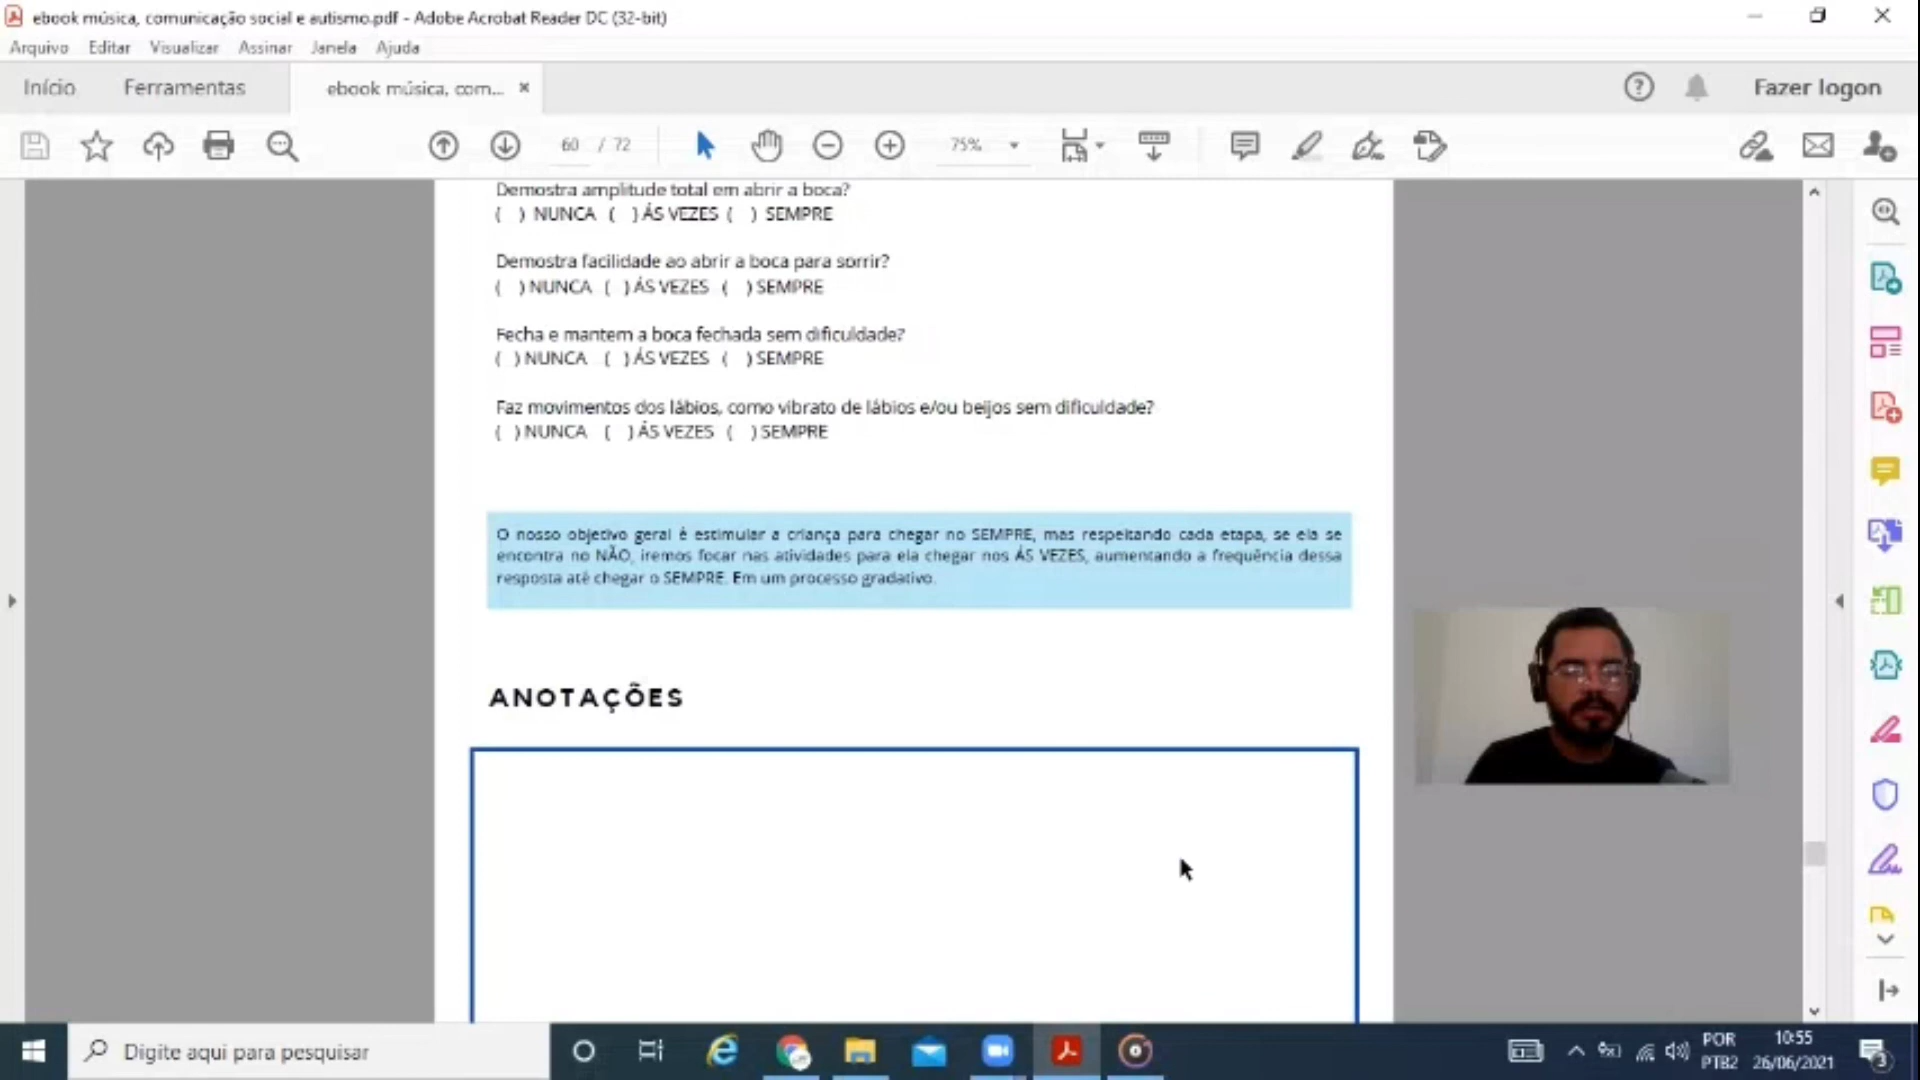 ebook música, comunicação social e autismo.pdf - Adobe Acrobat Reader DC (32-bit)
Arquivo Editar Visualizar Assinar Janela Ajuda
Início Ferramentas ebook música, com... Fazer logon
60 / 72 75%
Demostra amplitude total em abrir a boca?
( ) NUNCA ( ) ÁS VEZES ( ) SEMPRE
Demostra facilidade ao abrir a boca para sorrir?
( ) NUNCA ( ) ÁS VEZES ( ) SEMPRE
Fecha e mantem a boca fechada sem dificuldade?
( ) NUNCA ( ) ÁS VEZES ( ) SEMPRE
Faz movimentos dos lábios, como vibrato de lábios e/ou beijos sem dificuldade?
( ) NUNCA ( ) ÁS VEZES ( ) SEMPRE
O nosso objetivo geral é estimular a criança para chegar no SEMPRE, mas respeitando cada etapa, se ela se
encontra no NÃO, iremos focar nas atividades para ela chegar nos ÁS VEZES, aumentando a frequência dessa
resposta até chegar o SEMPRE. Em um processo gradativo.
ANOTAÇÕES
Digite aqui para pesquisar
POR
PTB2
10:55
26/06/2021
3